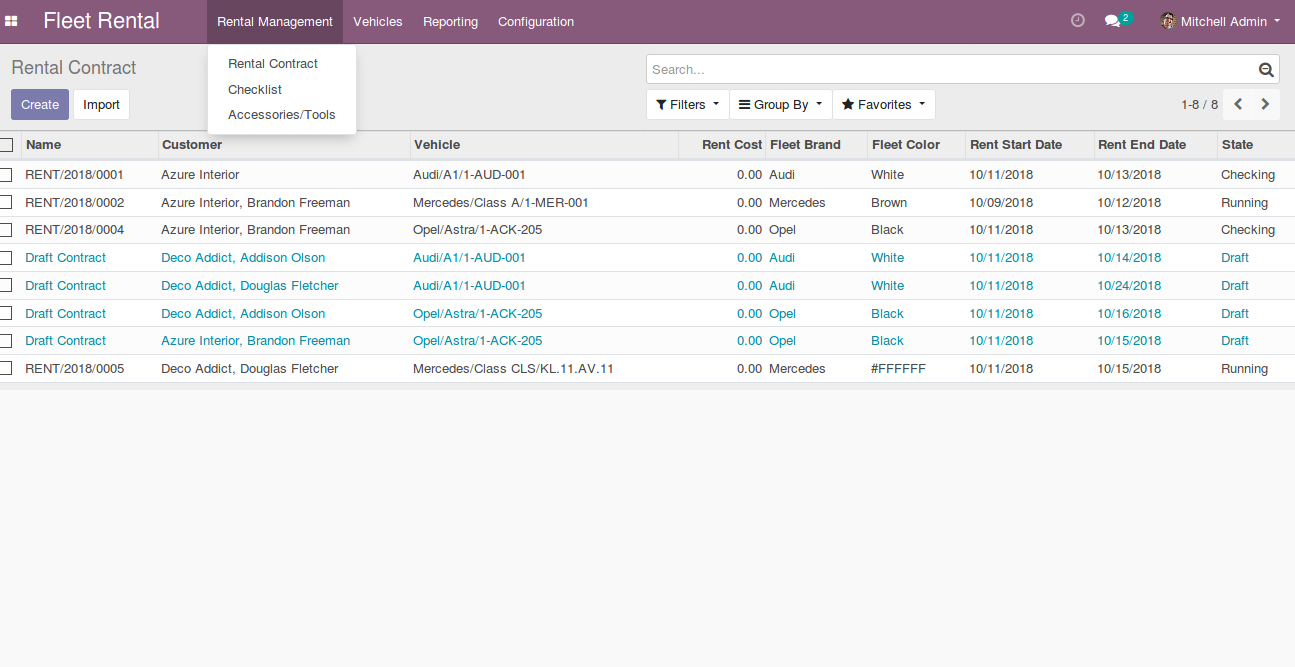 Fleet Rental Rental Management Vehicles Reporting Configuration 2 Mitchell Admin
Rental Contract
Search...
Rental Contract
Checklist
Accessories/Tools
Create Import
Filters Group By Favorites 1-8 / 8
Name Customer Vehicle Rent Cost Fleet Brand Fleet Color Rent Start Date Rent End Date State
RENT/2018/0001 Azure Interior Audi/A1/1-AUD-001 0.00 Audi White 10/11/2018 10/13/2018 Checking
RENT/2018/0002 Azure Interior, Brandon Freeman Mercedes/Class A/1-MER-001 0.00 Mercedes Brown 10/09/2018 10/12/2018 Running
RENT/2018/0004 Azure Interior, Brandon Freeman Opel/Astra/1-ACK-205 0.00 Opel Black 10/11/2018 10/13/2018 Checking
Draft Contract Deco Addict, Addison Olson Audi/A1/1-AUD-001 0.00 Audi White 10/11/2018 10/14/2018 Draft
Draft Contract Deco Addict, Douglas Fletcher Audi/A1/1-AUD-001 0.00 Audi White 10/11/2018 10/24/2018 Draft
Draft Contract Deco Addict, Addison Olson Opel/Astra/1-ACK-205 0.00 Opel Black 10/11/2018 10/16/2018 Draft
Draft Contract Azure Interior, Brandon Freeman Opel/Astra/1-ACK-205 0.00 Opel Black 10/11/2018 10/15/2018 Draft
RENT/2018/0005 Deco Addict, Douglas Fletcher Mercedes/Class CLS/KL.11.AV.11 0.00 Mercedes #FFFFFF 10/11/2018 10/15/2018 Running